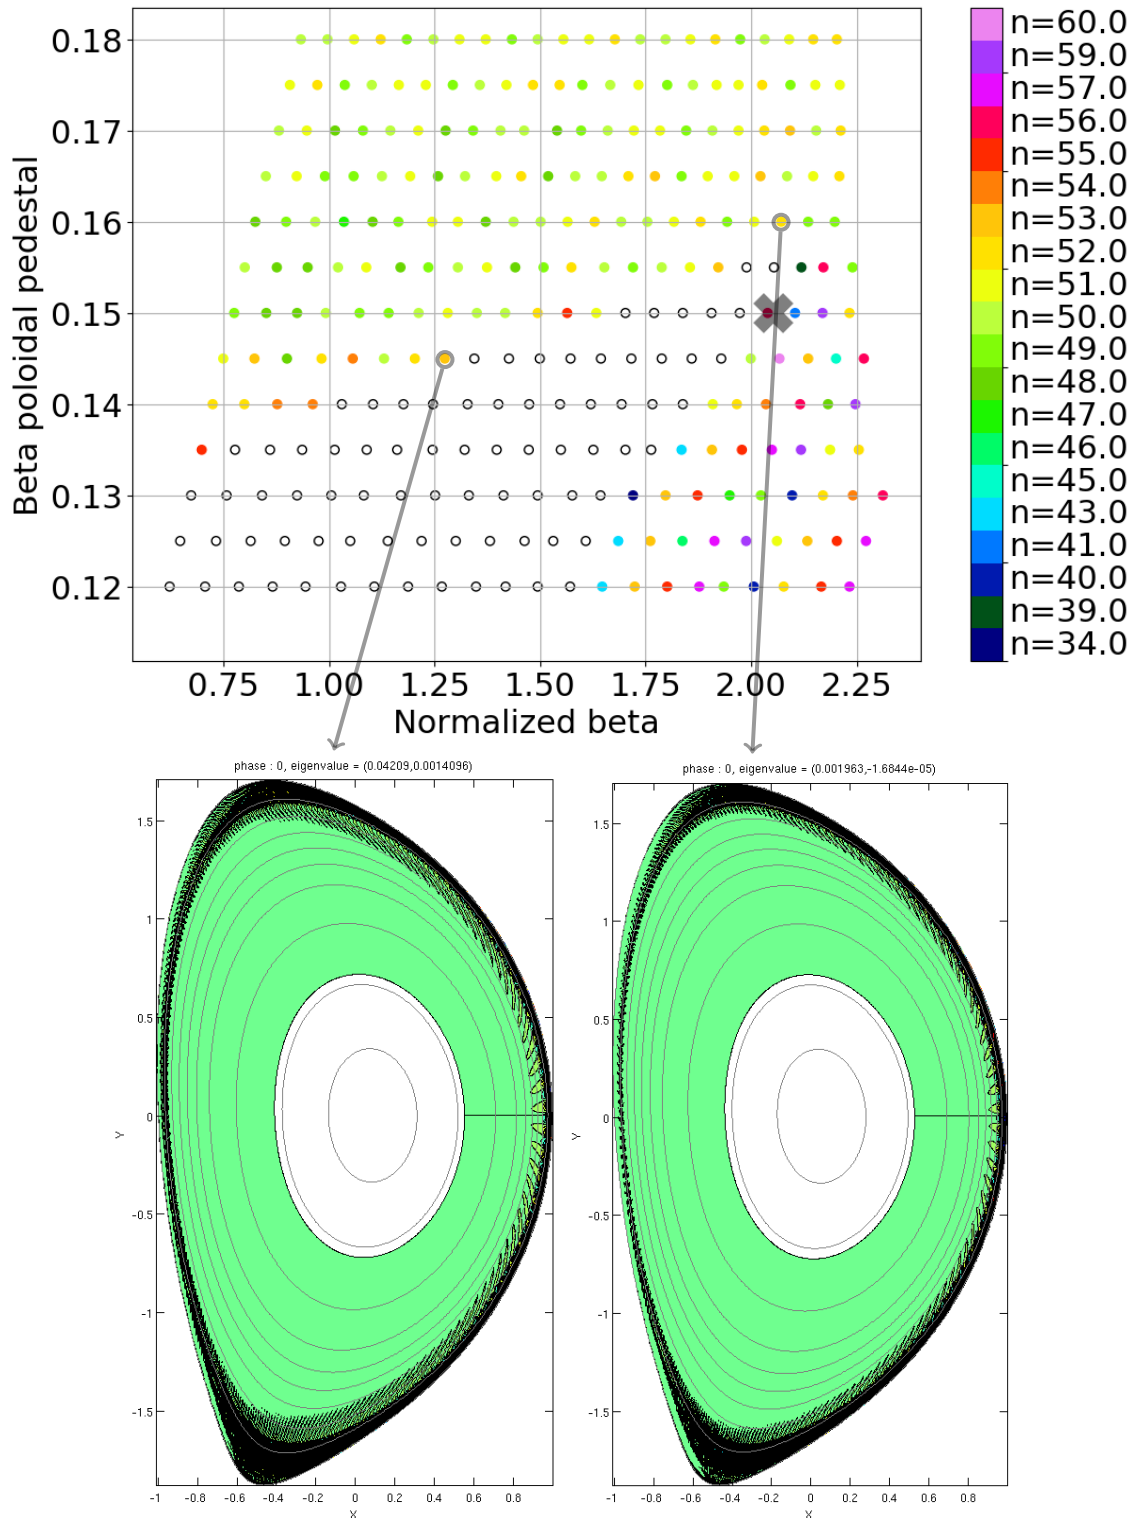 0.18
0.17
0.16
0.15
0.14
0.13
0.12
Beta poloidal pedestal
0.75 1.00 1.25 1.50 1.75 2.00 2.25
Normalized beta
n=60.0
n=59.0
n=57.0
n=56.0
n=55.0
n=54.0
n=53.0
n=52.0
n=51.0
n=50.0
n=49.0
n=48.0
n=47.0
n=46.0
n=45.0
n=43.0
n=41.0
n=40.0
n=39.0
n=34.0
phase : 0, eigenvalue = (0.04209,0.0014096)
1.5
1
0.5
0
-0.5
-1
-1.5
Y
-1 -0.8 -0.6 -0.4 -0.2 0 0.2 0.4 0.6 0.8
X
phase : 0, eigenvalue = (0.001963,-1.6844e-05)
1.5
1
0.5
0
-0.5
-1
-1.5
Y
-1 -0.8 -0.6 -0.4 -0.2 0 0.2 0.4 0.6 0.8
X